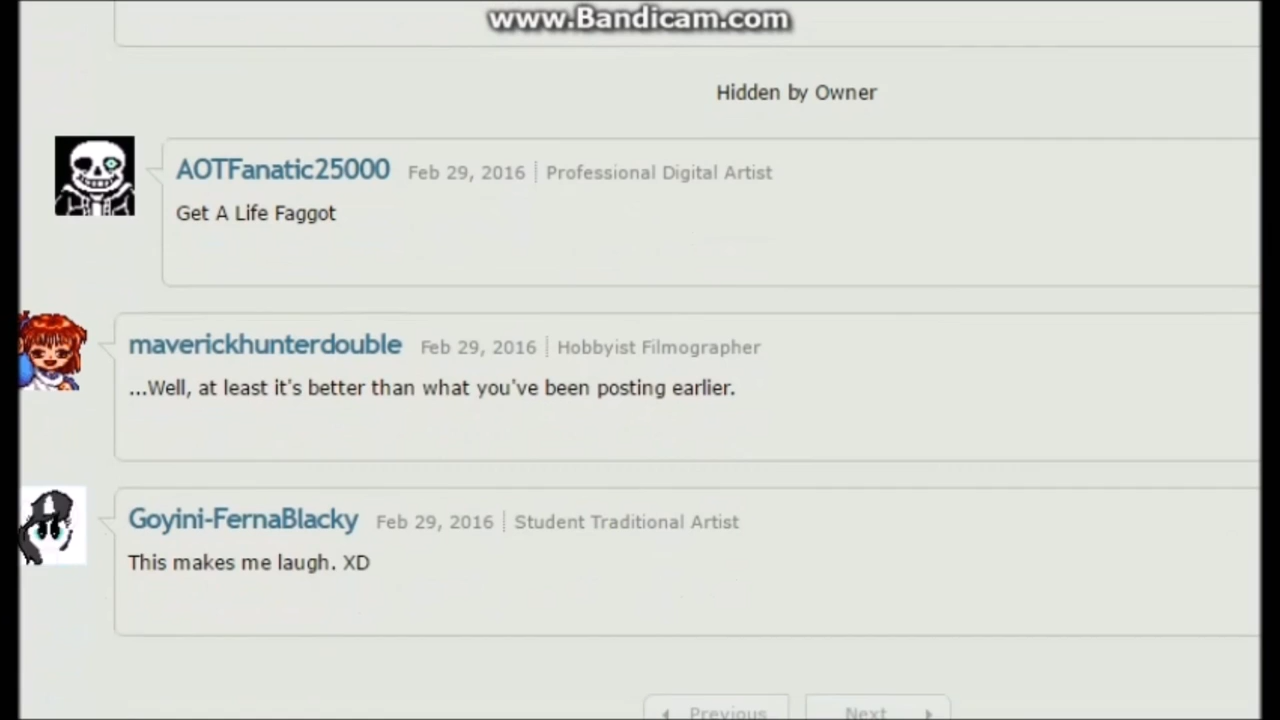 www.Bandicam.com
Hidden by Owner
AOTFanatic25000 Feb 29, 2016 Professional Digital Artist
Get A Life Faggot
maverickhunterdouble Feb 29, 2016 Hobbyist Filmographer
...Well, at least it's better than what you've been posting earlier.
Goyini-FernaBlacky Feb 29, 2016 Student Traditional Artist
This makes me laugh. XD
Previous Next